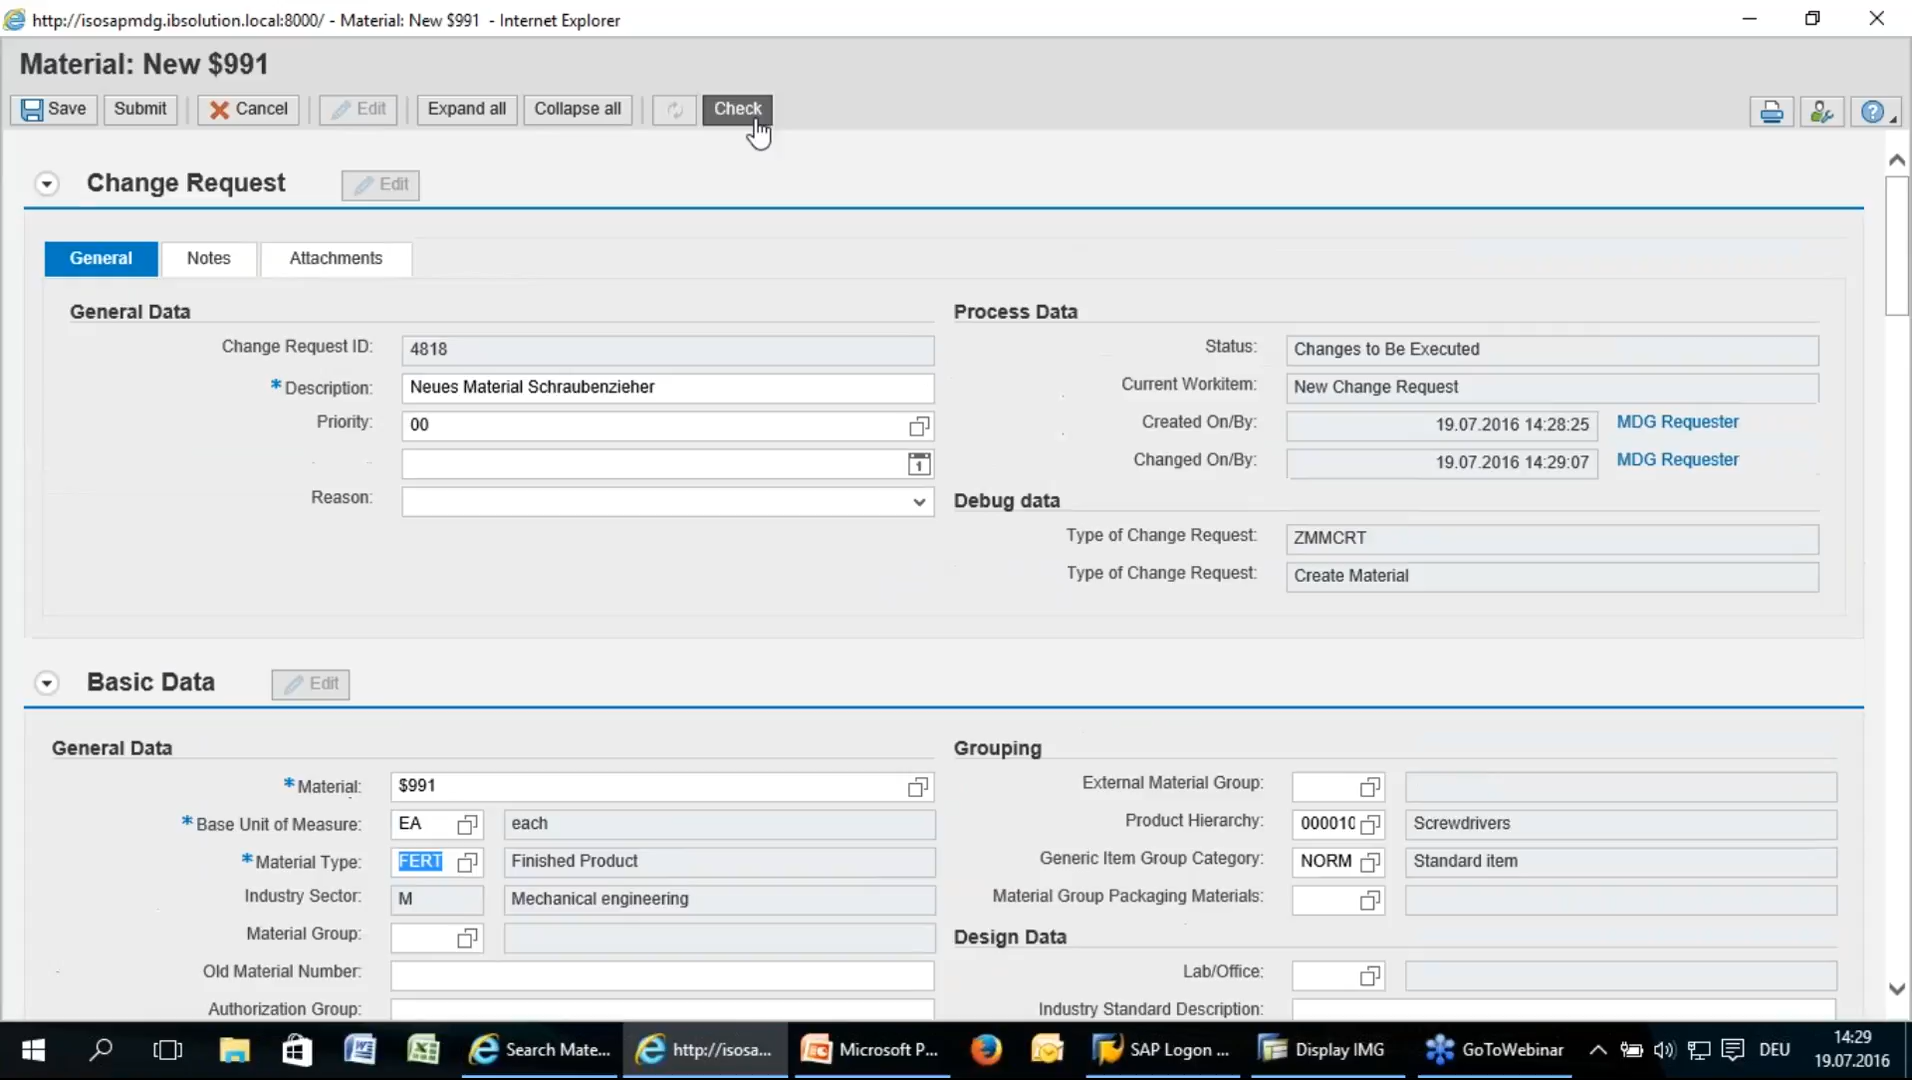 http://isosapmdg.ibsolution.local:8000/ - Material: New $991 - Internet Explorer
Material: New $991
Save Submit Cancel Edit Expand all Collapse all Check
Change Request Edit
General Notes Attachments
General Data
Change Request ID: 4818
* Description: Neues Material Schraubenzieher
Priority: 00
1
Reason:
Process Data
Status: Changes to Be Executed
Current Workitem: New Change Request
Created On/By: 19.07.2016 14:28:25 MDG Requester
Changed On/By: 19.07.2016 14:29:07 MDG Requester
Debug data
Type of Change Request: ZMMCRT
Type of Change Request: Create Material
Basic Data Edit
General Data
* Material: $991
* Base Unit of Measure: EA each
* Material Type: FERT Finished Product
Industry Sector: M Mechanical engineering
Material Group:
Old Material Number:
Authorization Group:
Grouping
External Material Group:
Product Hierarchy: 000010 Screwdrivers
Generic Item Group Category: NORM Standard item
Material Group Packaging Materials:
Design Data
Lab/Office:
Industry Standard Description:
Search Mate... http://isosa... Microsoft P... SAP Logon ... Display IMG GoToWebinar DEU 14:29
19.07.2016